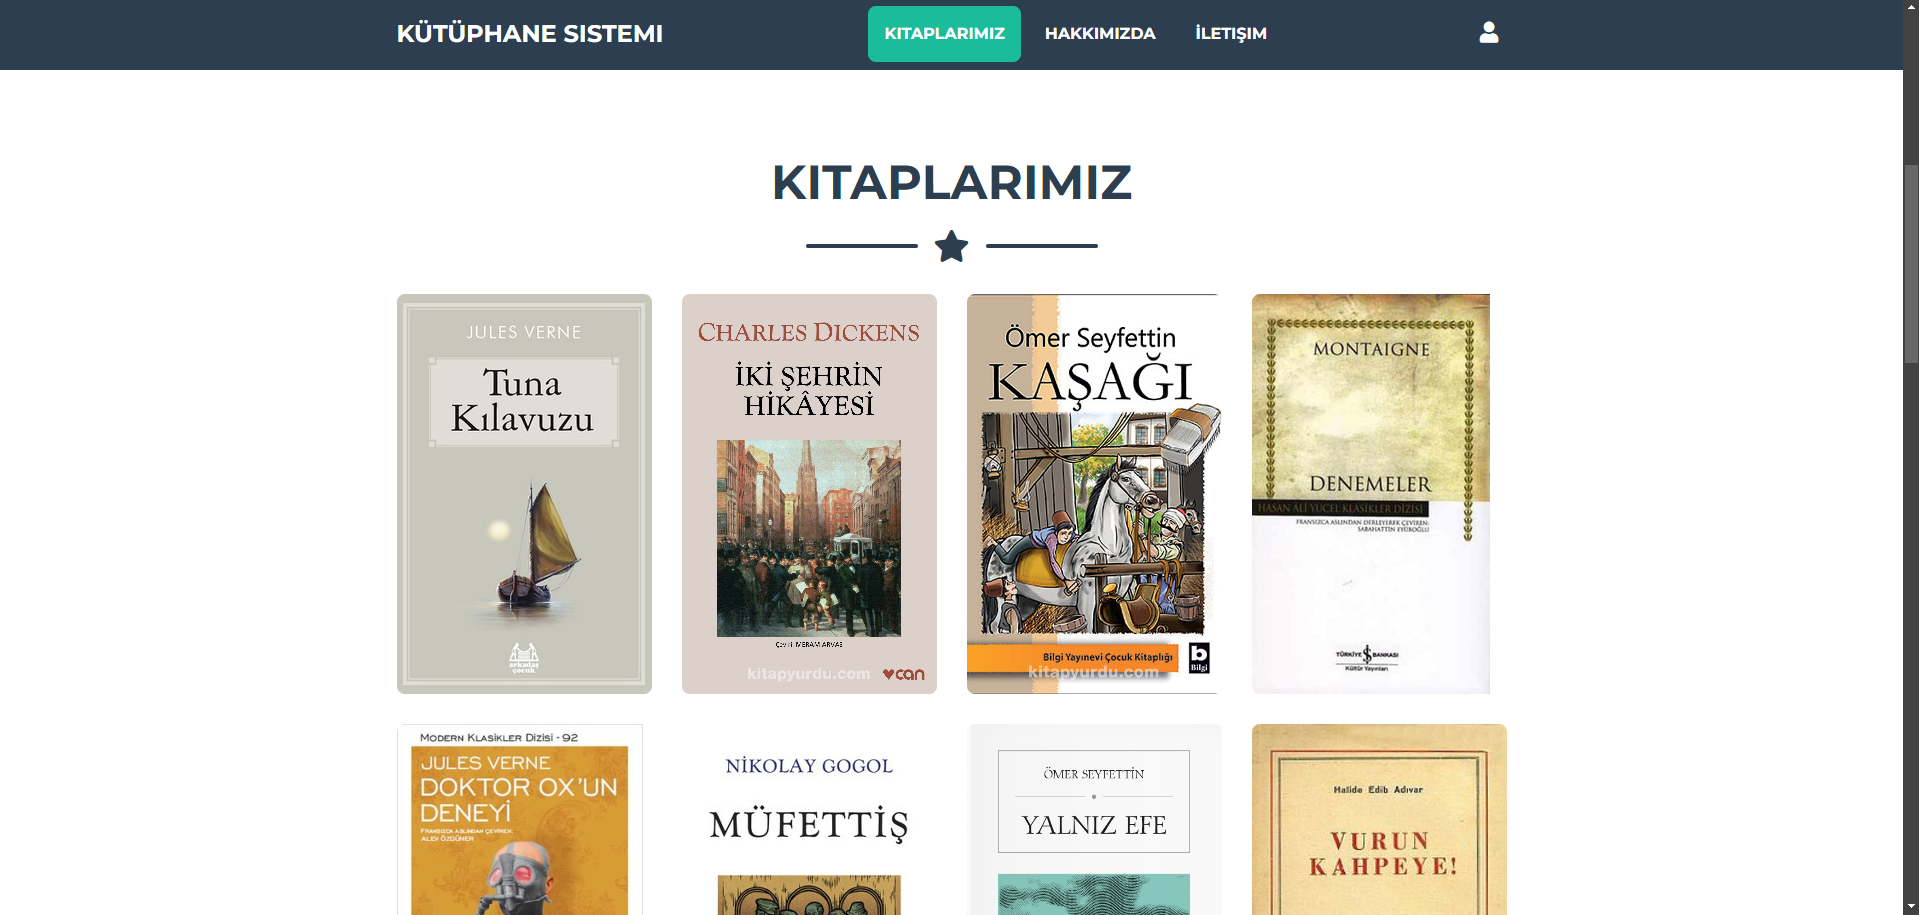 KÜTÜPHANE SISTEMI
KITAPLARIMIZ
HAKKIMIZDA
İLETIŞIM
KITAPLARIMIZ
JULES VERNE
Tuna
Kılavuzu
arkadaş
çocuk
CHARLES DICKENS
İKİ ŞEHRİN
HİKÂYESİ
Çeviri: MERAM ARVAS
kitapyurdu.com
can
Ömer Seyfettin
KAŞAĞI
Bilgi Yayınevi Çocuk Kitaplığı
kitapyurdu.com
b
Bilgi
MONTAIGNE
DENEMELER
HASAN ALİ YÜCEL KLASİKLER DİZİSİ
FRANSIZCA ASLINDAN DERLEYEREK ÇEVİREN:
SABAHATTİN EYÜBOĞLU
TÜRKİYE İŞ BANKASI
Kültür Yayınları
MODERN KLASİKLER DİZİSİ - 92
JULES VERNE
DOKTOR OX'UN
DENEYİ
FRANSIZCA ASLINDAN ÇEVİREN:
ALEV ÖZGÜNER
NİKOLAY GOGOL
MÜFETTİŞ
ÖMER SEYFETTİN
YALNIZ EFE
Halide Edib Adıvar
VURUN
KAHPEYE!